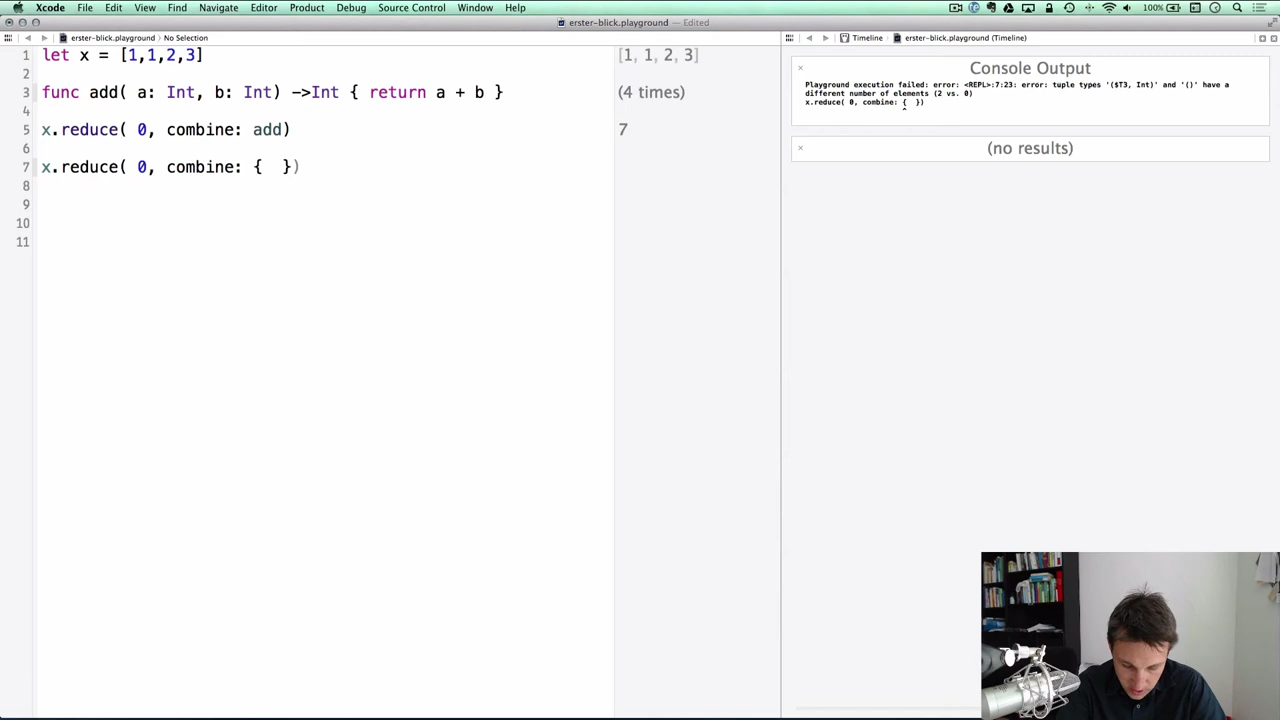 Xcode File Edit View Find Navigate Editor Product Debug Source Control Window Help 100%
erster-blick.playground — Edited
erster-blick.playground No Selection
Timeline erster-blick.playground (Timeline)
1 let x = [1,1,2,3] [1, 1, 2, 3]
2
3 func add( a: Int, b: Int) ->Int { return a + b } (4 times)
4
5 x.reduce( 0, combine: add) 7
6
7 x.reduce( 0, combine: {  })
8
9
10
11
Console Output
Playground execution failed: error: <REPL>:7:23: error: tuple types '($T3, Int)' and '()' have a
different number of elements (2 vs. 0)
x.reduce( 0, combine: {  })
^
(no results)